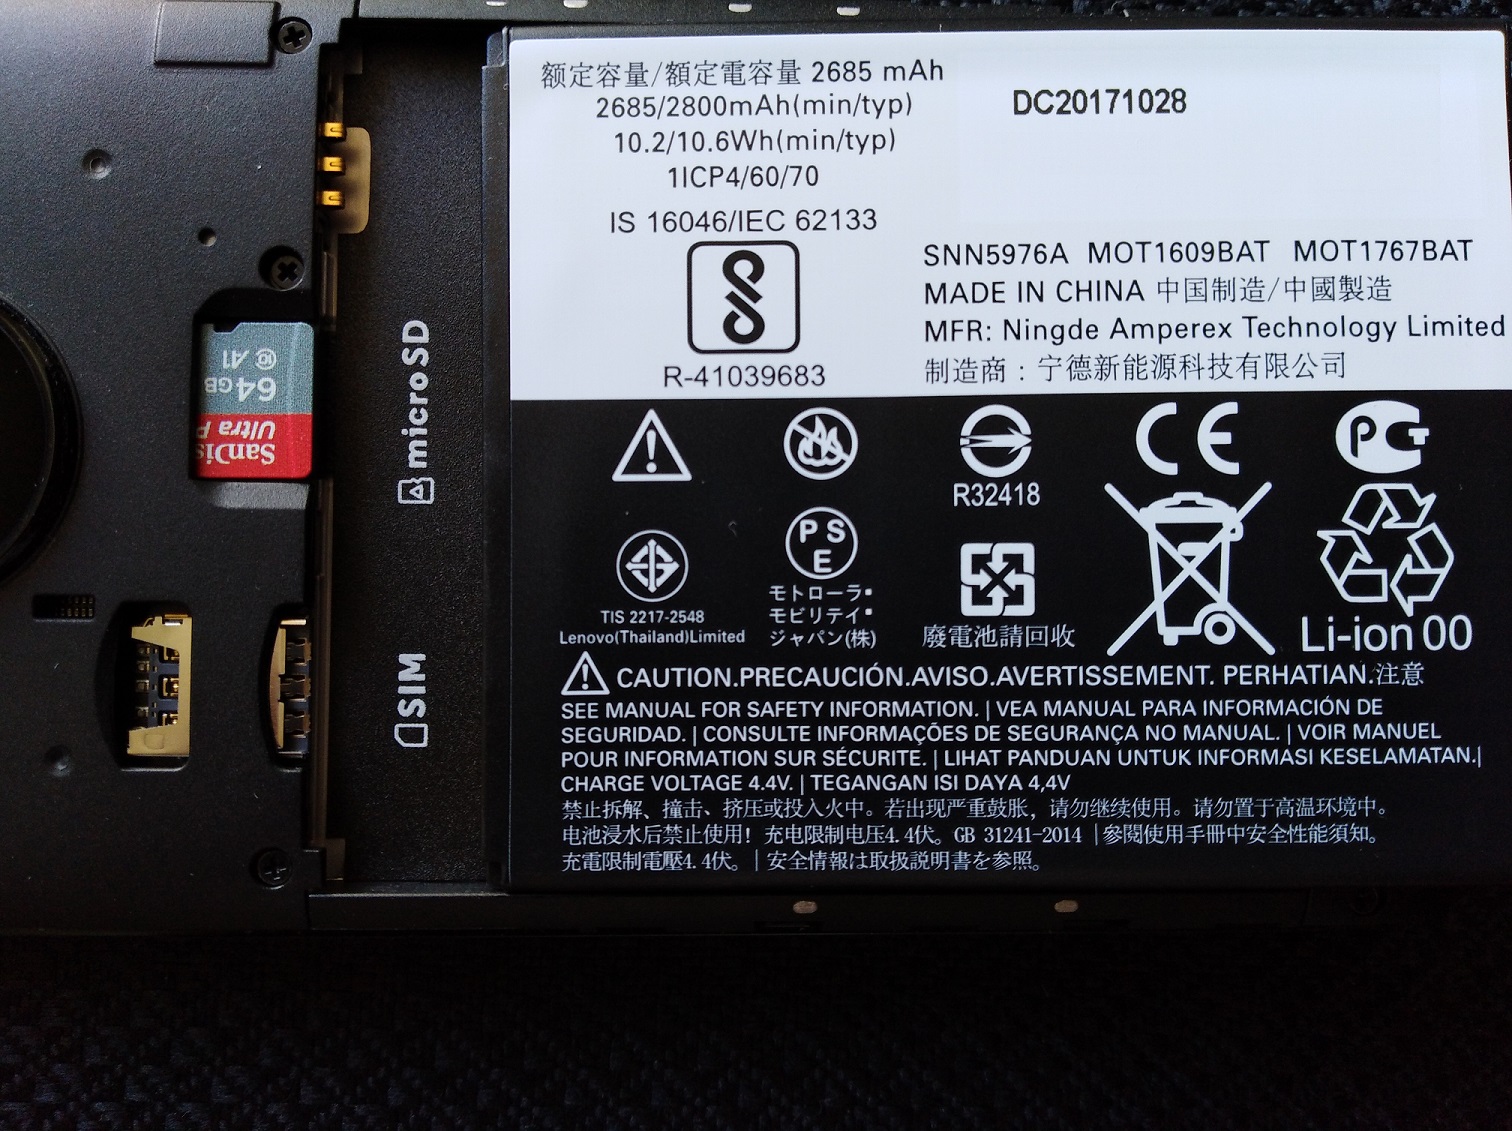 额定容量/額定電容量 2685 mAh
2685/2800mAh(min/typ)
10.2/10.6Wh(min/typ)
1ICP4/60/70
IS 16046/IEC 62133
R-41039683
DC20171028
SNN5976A MOT1609BAT MOT1767BAT
MADE IN CHINA 中国制造/中國製造
MFR: Ningde Amperex Technology Limited
制造商：宁德新能源科技有限公司
CE
PCT
R32418
PS
E
TIS 2217-2548
Lenovo(Thailand)Limited
モトローラ・
モビリティ・
ジャパン(株)
廢電池請回收
Li-ion 00
CAUTION.PRECAUCIÓN.AVISO.AVERTISSEMENT. PERHATIAN.注意
SEE MANUAL FOR SAFETY INFORMATION. | VEA MANUAL PARA INFORMACIÓN DE
SEGURIDAD. | CONSULTE INFORMAÇÕES DE SEGURANÇA NO MANUAL. | VOIR MANUEL
POUR INFORMATION SUR SÉCURITE. | LIHAT PANDUAN UNTUK INFORMASI KESELAMATAN.|
CHARGE VOLTAGE 4.4V. | TEGANGAN ISI DAYA 4,4V
禁止拆解、撞击、挤压或投入火中。若出现严重鼓胀，请勿继续使用。请勿置于高温环境中。
电池浸水后禁止使用！充电限制电压4.4伏。GB 31241-2014 |參閱使用手冊中安全性能須知。
充電限制電壓4.4伏。| 安全情報は取扱説明書を参照。
microSD
SIM
SanDis
Ultra P
64GB
10 A1